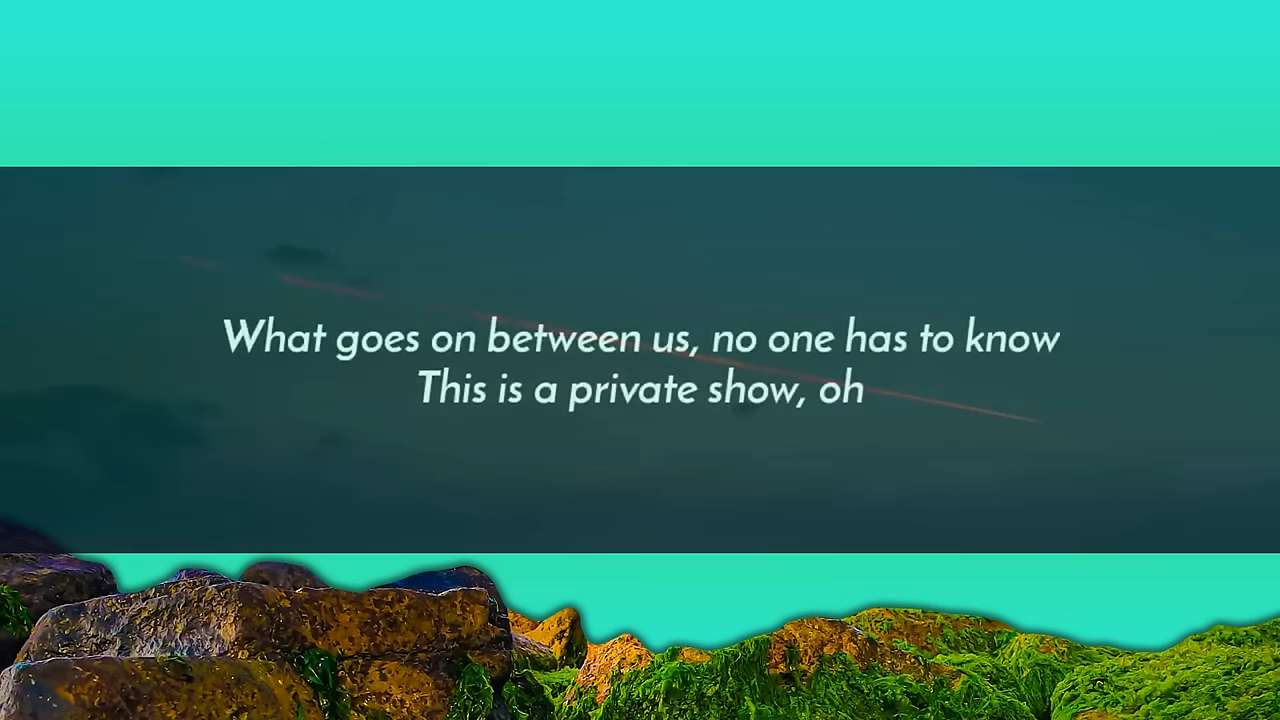 What goes on between us, no one has to know
This is a private show, oh